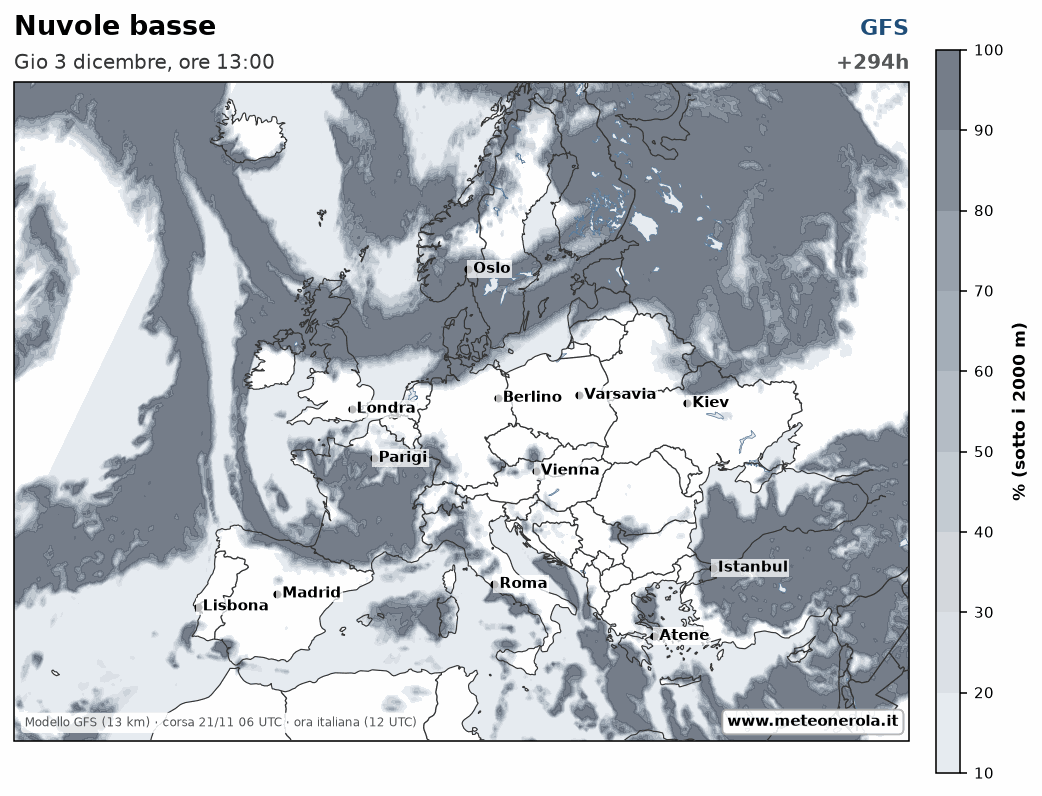 Nuvole basse
GFS
Gio 3 dicembre, ore 13:00
+294h
100
90
80
70
60
50
40
30
20
10
% (sotto i 2000 m)
Oslo
Londra
Berlino
Varsavia
Kiev
Parigi
Vienna
Istanbul
Roma
Madrid
Lisbona
Atene
Modello GFS (13 km) · corsa 21/11 06 UTC · ora italiana (12 UTC)
www.meteonerola.it